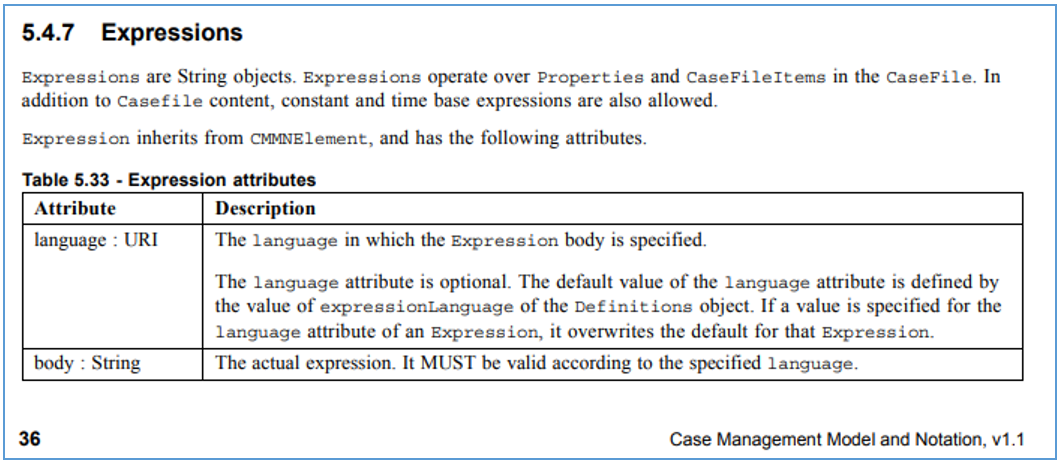 5.4.7 Expressions
Expressions are String objects. Expressions operate over Properties and CaseFileItems in the CaseFile. In
addition to Casefile content, constant and time base expressions are also allowed.
Expression inherits from CMMNElement, and has the following attributes.
Table 5.33 - Expression attributes
Attribute Description
language : URI The language in which the Expression body is specified.
The language attribute is optional. The default value of the language attribute is defined by
the value of expressionLanguage of the Definitions object. If a value is specified for the
language attribute of an Expression, it overwrites the default for that Expression.
body : String The actual expression. It MUST be valid according to the specified language.
36 Case Management Model and Notation, v1.1